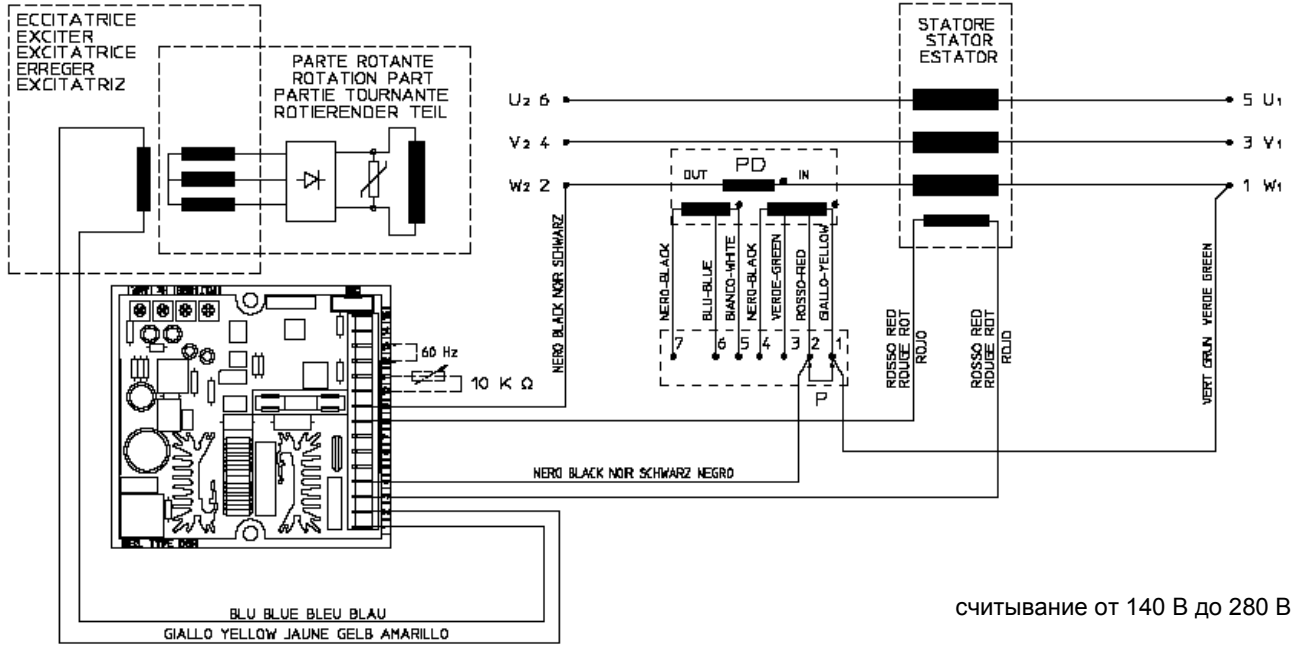 ECCITATRICE
EXCITER
EXCITATRICE
ERREGER
EXCITATRIZ
PARTE ROTANTE
ROTATION PART
PARTIE TOURNANTE
ROTIERENDER TEIL
STATORE
STATOR
ESTATOR
U2 6
5 U1
V2 4
3 V1
W2 2
1 W1
OUT PD IN
NERO BLACK NOIR SCHWARZ
NERO-BLACK
BLU-BLUE
BIANCO-WHITE
NERO-BLACK
VERDE-GREEN
ROSSO-RED
GIALLO-YELLOW
7 6 5 4 3 2 1
P
ROSSO RED
ROUGE ROT
ROJO
ROSSO RED
ROUGE ROT
ROJO
VERT GRUN VERDE GREEN
60 Hz
10 K Ω
NERO BLACK NOIR SCHWARZ NEGRO
BLU BLUE BLEU BLAU
GIALLO YELLOW JAUNE GELB AMARILLO
считывание от 140 В до 280 В